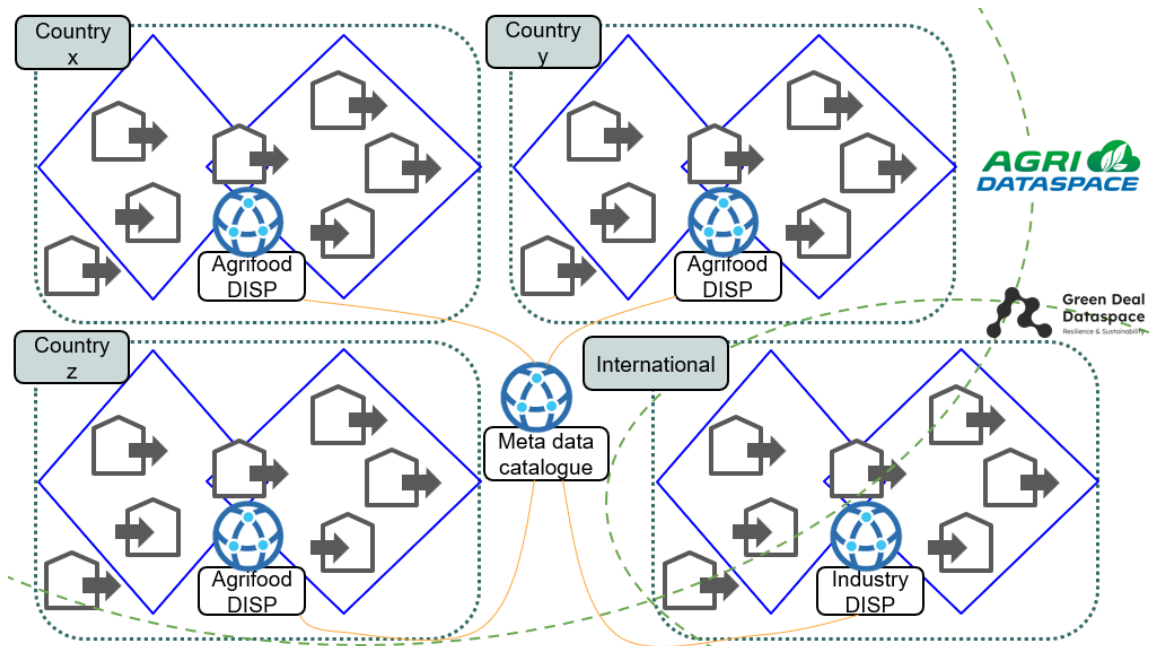 Country
x
Country
y
AGRI
DATASPACE
Agrifood
DISP
Agrifood
DISP
Green Deal
Dataspace
Resilience & Sustainability
Country
z
International
Meta data
catalogue
Agrifood
DISP
Industry
DISP